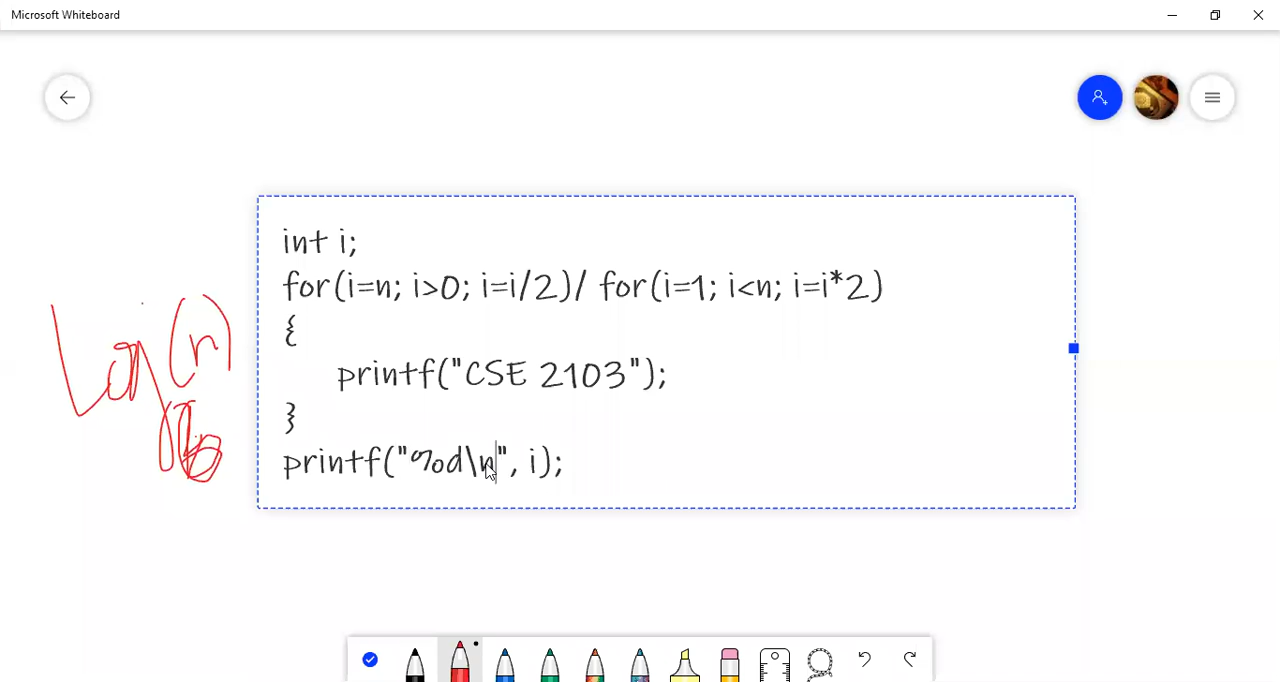 Microsoft Whiteboard
int i;
for(i=n; i>0; i=i/2)/ for(i=1; i<n; i=i*2)
{
printf("CSE 2103");
}
printf("%d\n", i);
Log(n)